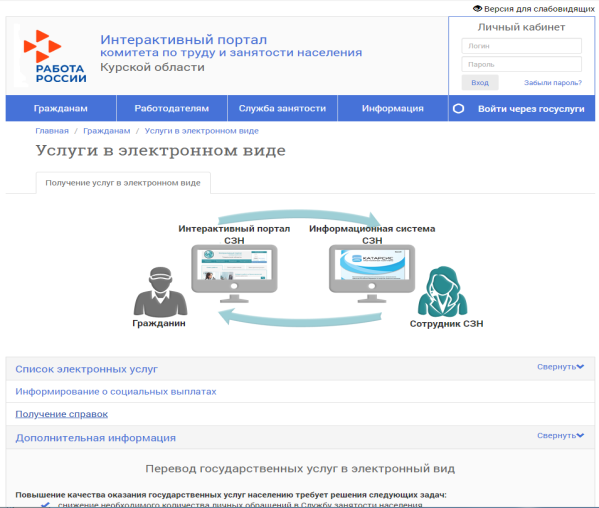 Версия для слабовидящих
РАБОТА
РОССИИ
Интерактивный портал
комитета по труду и занятости населения
Курской области
Личный кабинет
Логин
Пароль
Вход
Забыли пароль?
Гражданам
Работодателям
Служба занятости
Информация
Войти через госуслуги
Главная / Гражданам / Услуги в электронном виде
Услуги в электронном виде
Получение услуг в электронном виде
Интерактивный портал
СЗН
Информационная система
СЗН
КАТАРСИС
Гражданин
Сотрудник СЗН
Список электронных услуг
Свернуть
Информирование о социальных выплатах
Получение справок
Дополнительная информация
Свернуть
Перевод государственных услуг в электронный вид
Повышение качества оказания государственных услуг населению требует решения следующих задач:
снижение необходимого количества личных обращений в Службу занятости населения